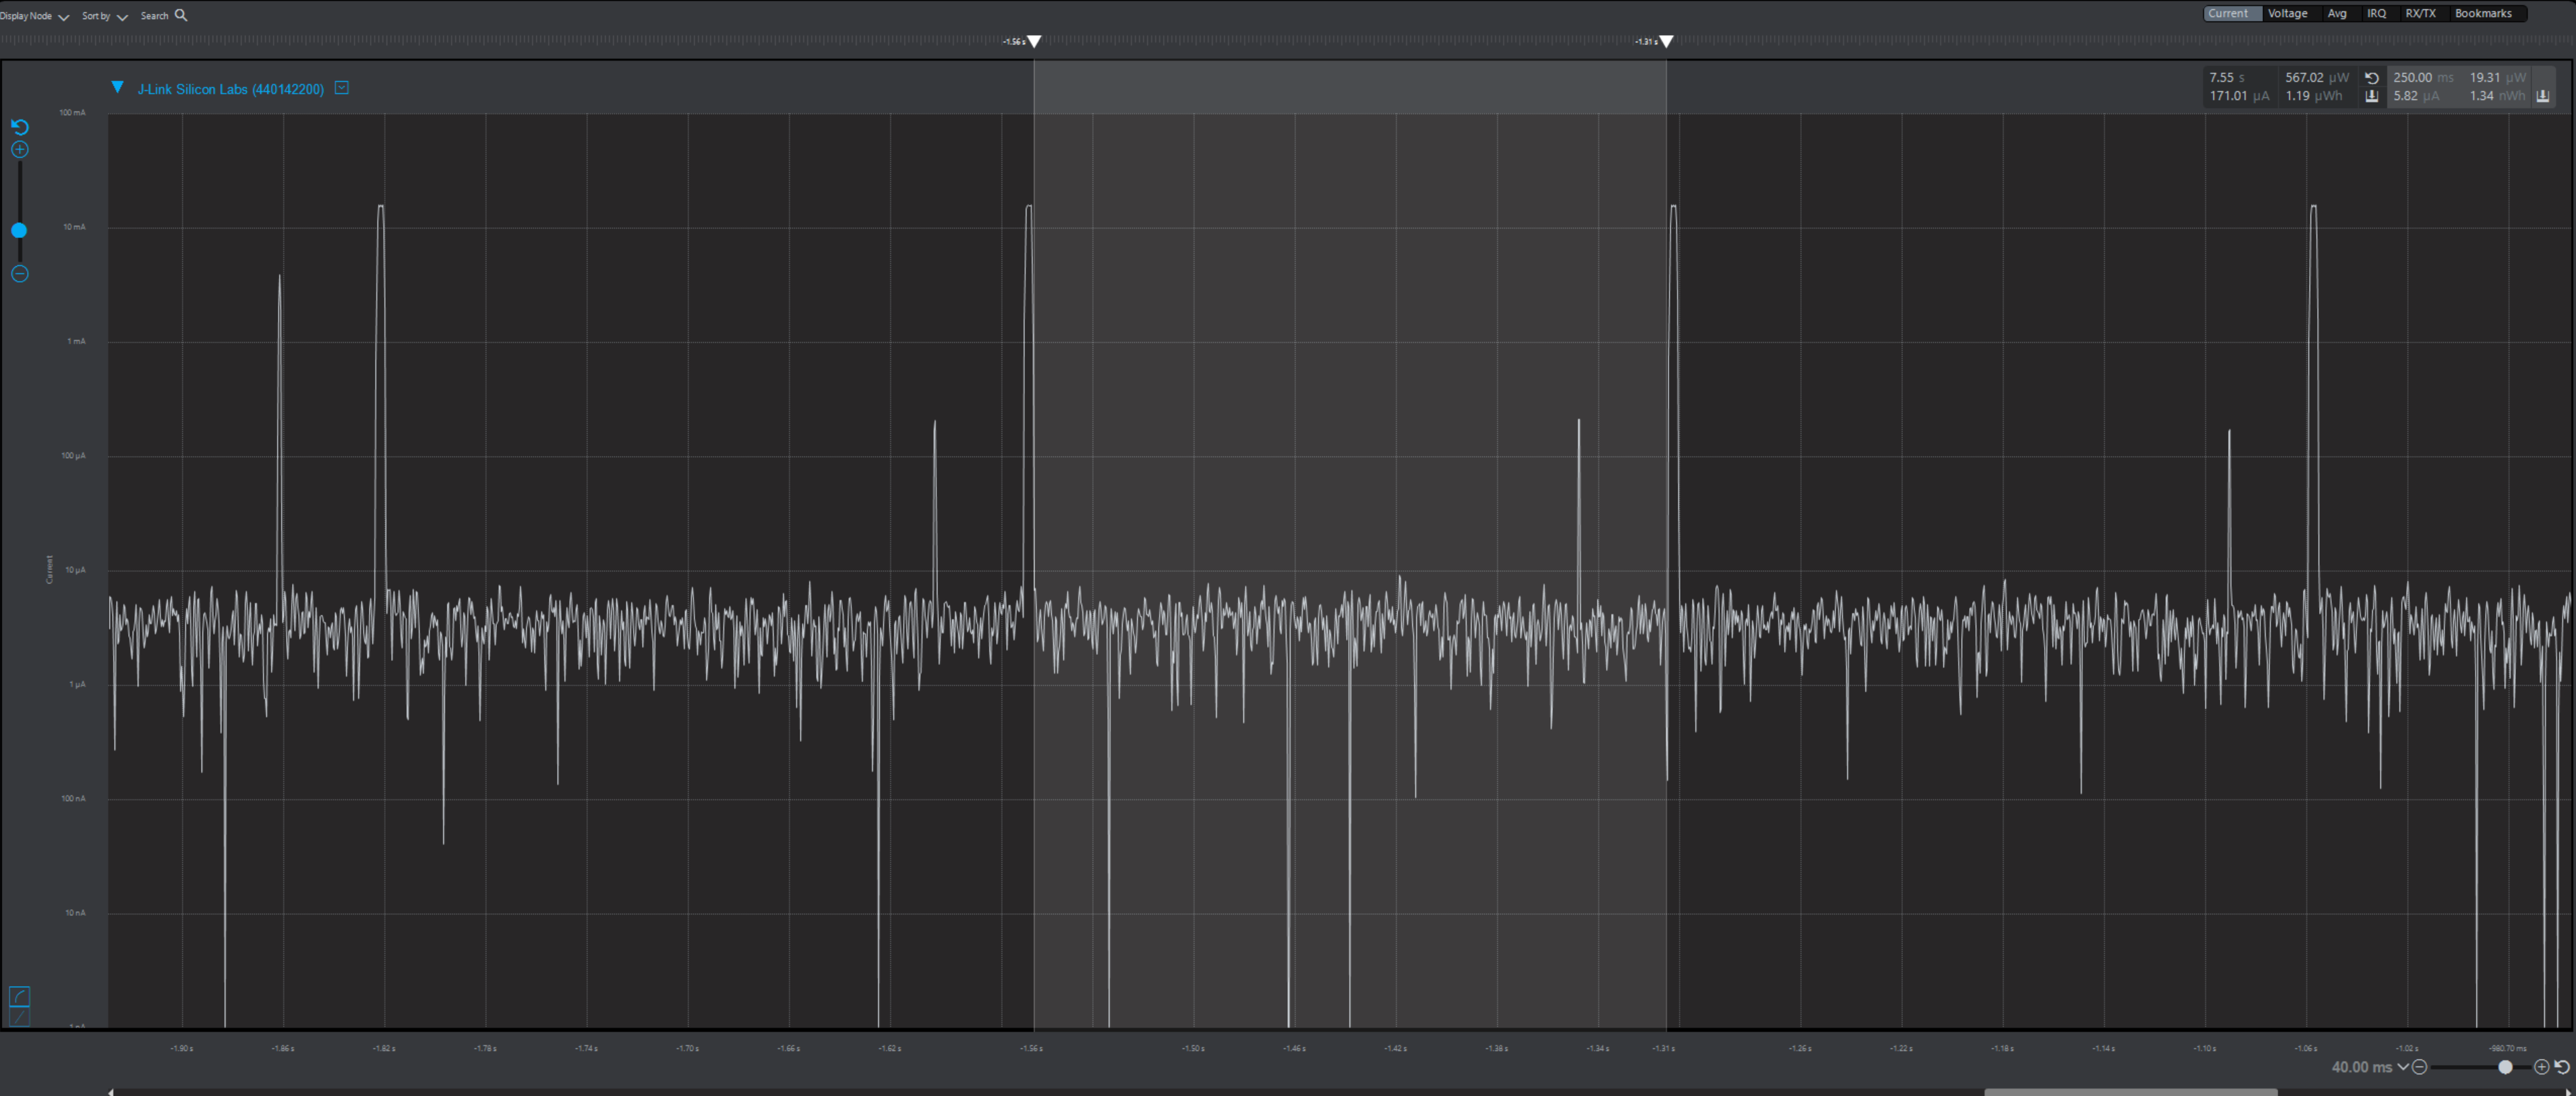 Display Node Sort by Search
Current Voltage Avg IRQ RX/TX Bookmarks
-1.56 s -1.31 s
J-Link Silicon Labs (440142200)
7.55 s 567.02 µW 250.00 ms 19.31 µW
171.01 µA 1.19 µWh 5.82 µA 1.34 nWh
100 mA
10 mA
1 mA
100 µA
10 µA
Current
1 µA
100 nA
10 nA
-1.90 s -1.86 s -1.82 s -1.78 s -1.74 s -1.70 s -1.66 s -1.62 s -1.56 s -1.50 s -1.46 s -1.42 s -1.38 s -1.34 s -1.31 s -1.26 s -1.22 s -1.18 s -1.14 s -1.10 s -1.06 s -1.02 s -980.70 ms
40.00 ms